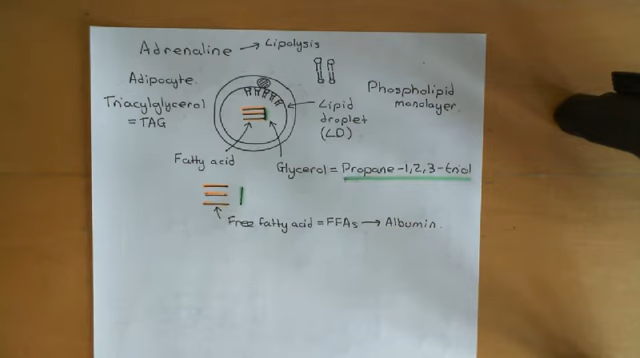 Adrenaline → Lipolysis
Adipocyte.
Triacylglycerol
= TAG
Phospholipid
monolayer.
Lipid
droplet
(LD)
Fatty acid
Glycerol = Propane-1,2,3-triol
Free fatty acid = FFAs → Albumin.